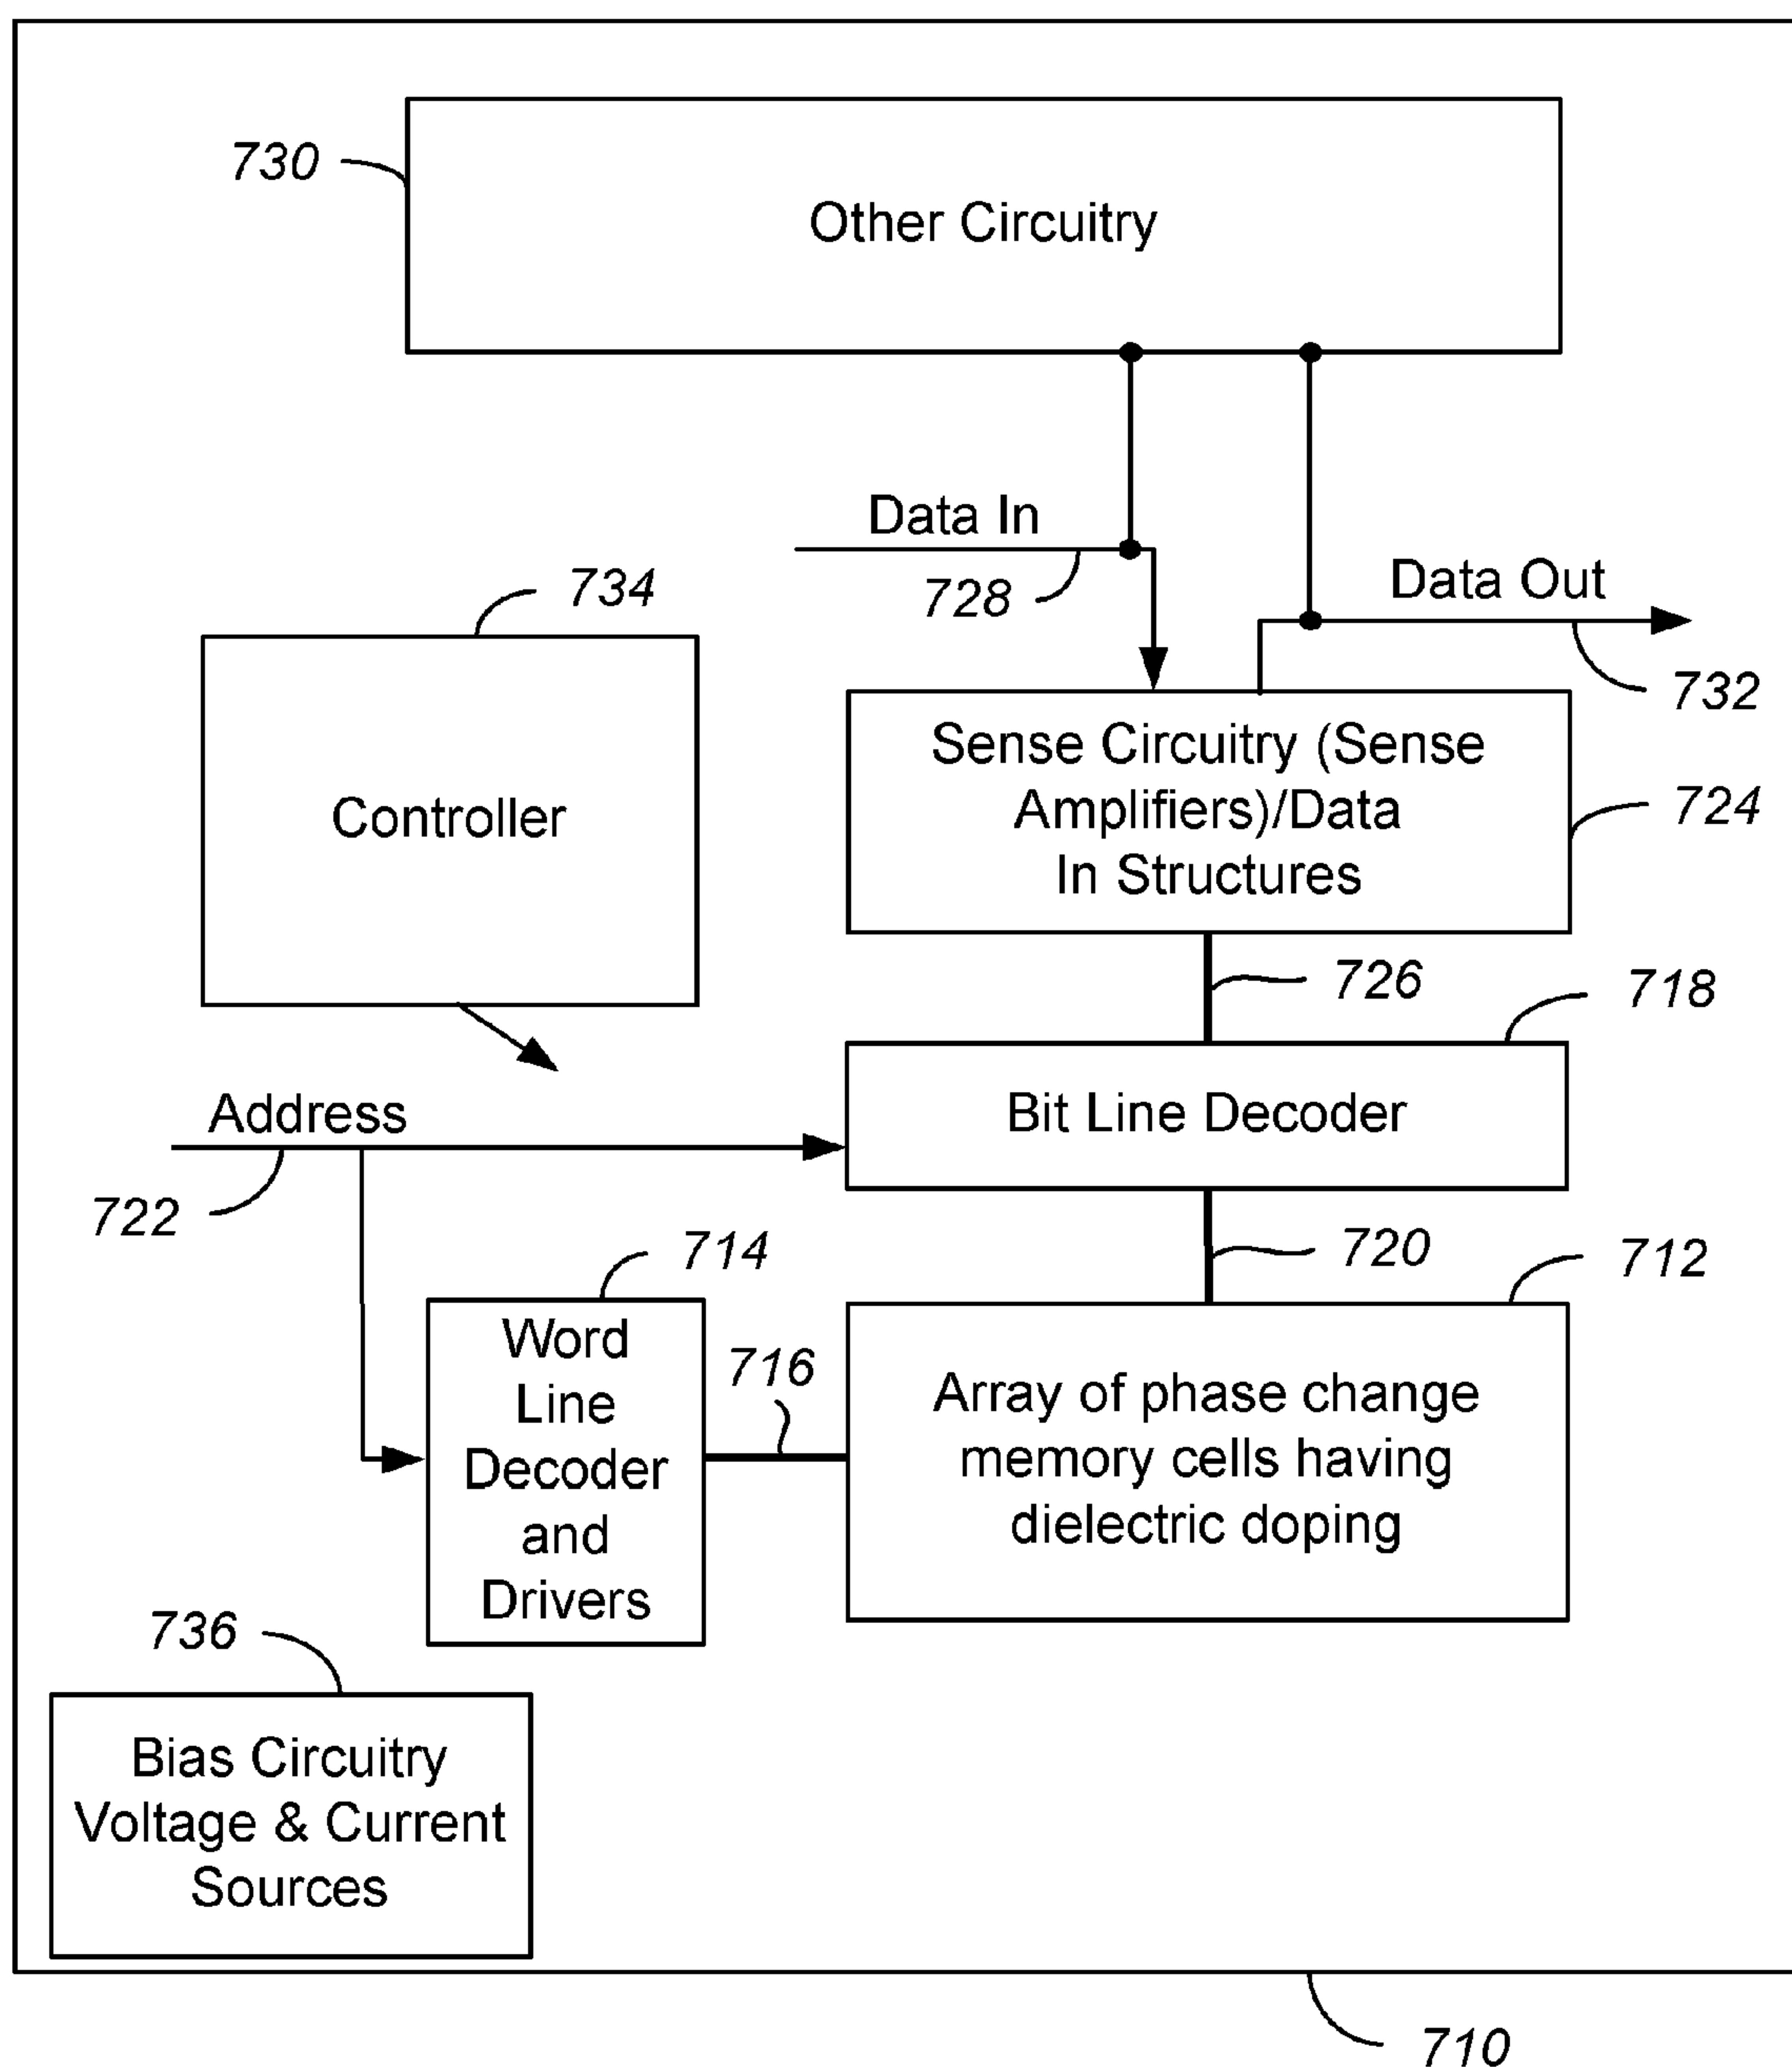 730
Other Circuitry
Data In
728
734
Data Out
732
Controller
Sense Circuitry (Sense
Amplifiers)/Data
In Structures
724
726
718
Address
Bit Line Decoder
722
714
720
712
Word
Line
Decoder
and
Drivers
716
Array of phase change
memory cells having
dielectric doping
736
Bias Circuitry
Voltage & Current
Sources
710